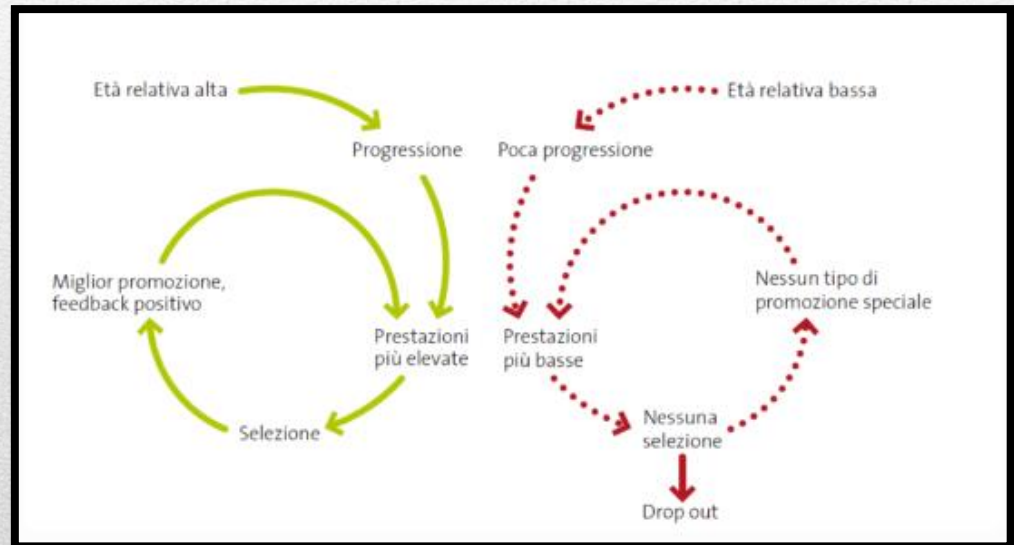 Età relativa alta
Età relativa bassa
Progressione
Poca progressione
Miglior promozione,
feedback positivo
Nessun tipo di
promozione speciale
Prestazioni
più elevate
Prestazioni
più basse
Selezione
Nessuna
selezione
Drop out